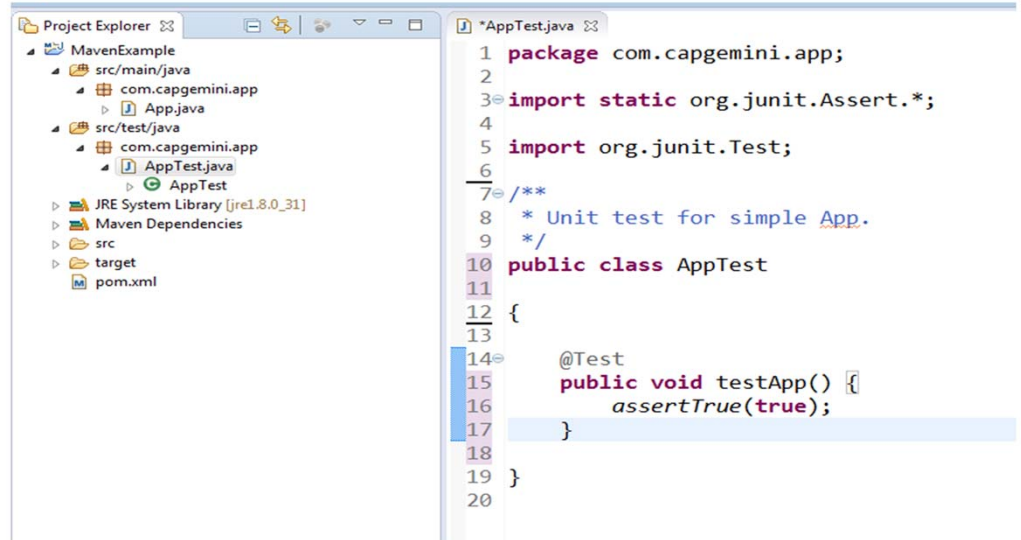 Project Explorer
MavenExample
src/main/java
com.capgemini.app
App.java
src/test/java
com.capgemini.app
AppTest.java
AppTest
JRE System Library [jre1.8.0_31]
Maven Dependencies
src
target
pom.xml
*AppTest.java
1 package com.capgemini.app;
2
3 import static org.junit.Assert.*;
4
5 import org.junit.Test;
6
7 /**
8  * Unit test for simple App.
9  */
10 public class AppTest
11
12 {
13
14     @Test
15     public void testApp() {
16         assertTrue(true);
17     }
18
19 }
20